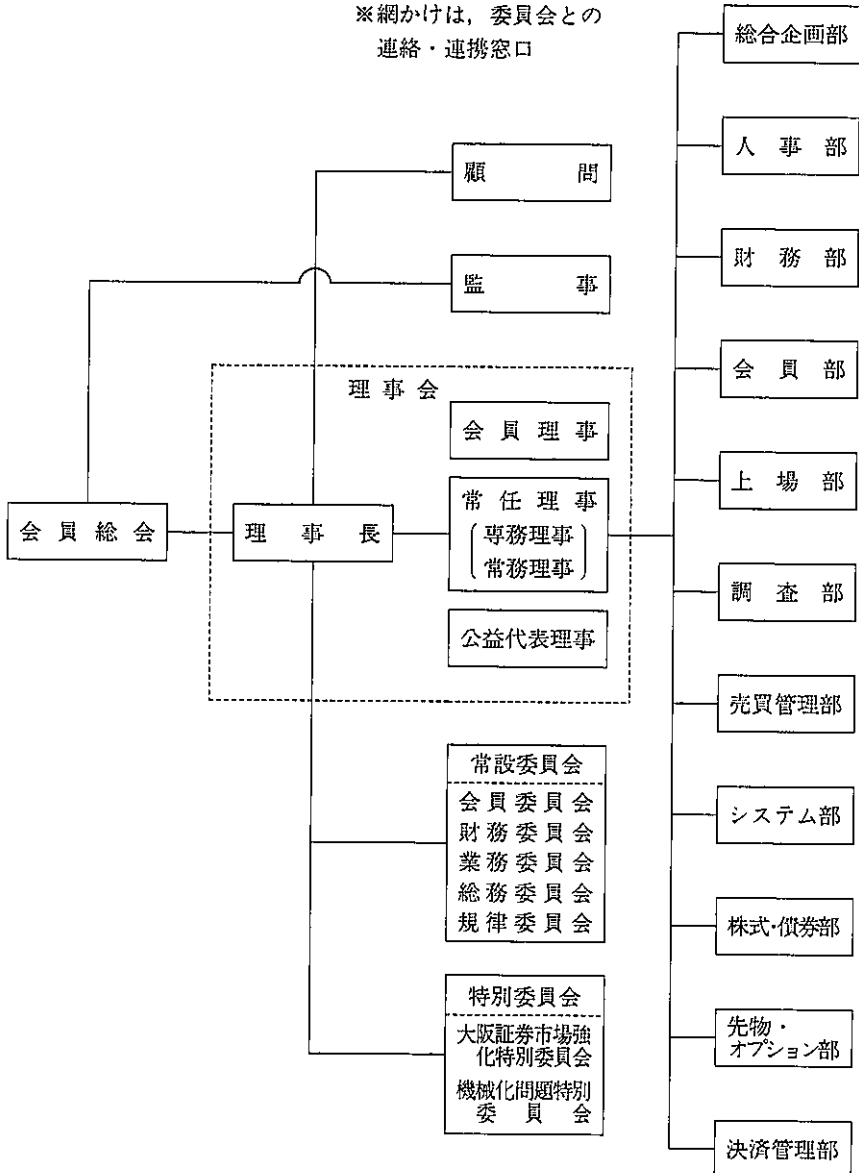 ※網かけは，委員会との
連絡・連携窓口
総合企画部
人事部
財務部
会員部
上場部
調査部
売買管理部
システム部
株式・債券部
先物・
オプション部
決済管理部
顧問
監事
理事会
会員理事
常任理事
（専務理事
常務理事）
公益代表理事
会員総会
理事長
常設委員会
会員委員会
財務委員会
業務委員会
総務委員会
規律委員会
特別委員会
大阪証券市場強
化特別委員会
機械化問題特別
委員会